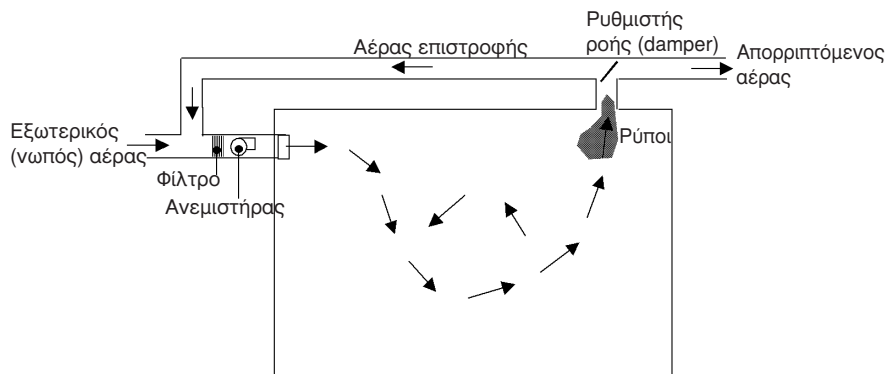 Ρυθμιστής
ροής (damper)
Αέρας επιστροφής
Απορριπτόμενος
αέρας
Εξωτερικός
(νωπός) αέρας
Ρύποι
Φίλτρο
Ανεμιστήρας